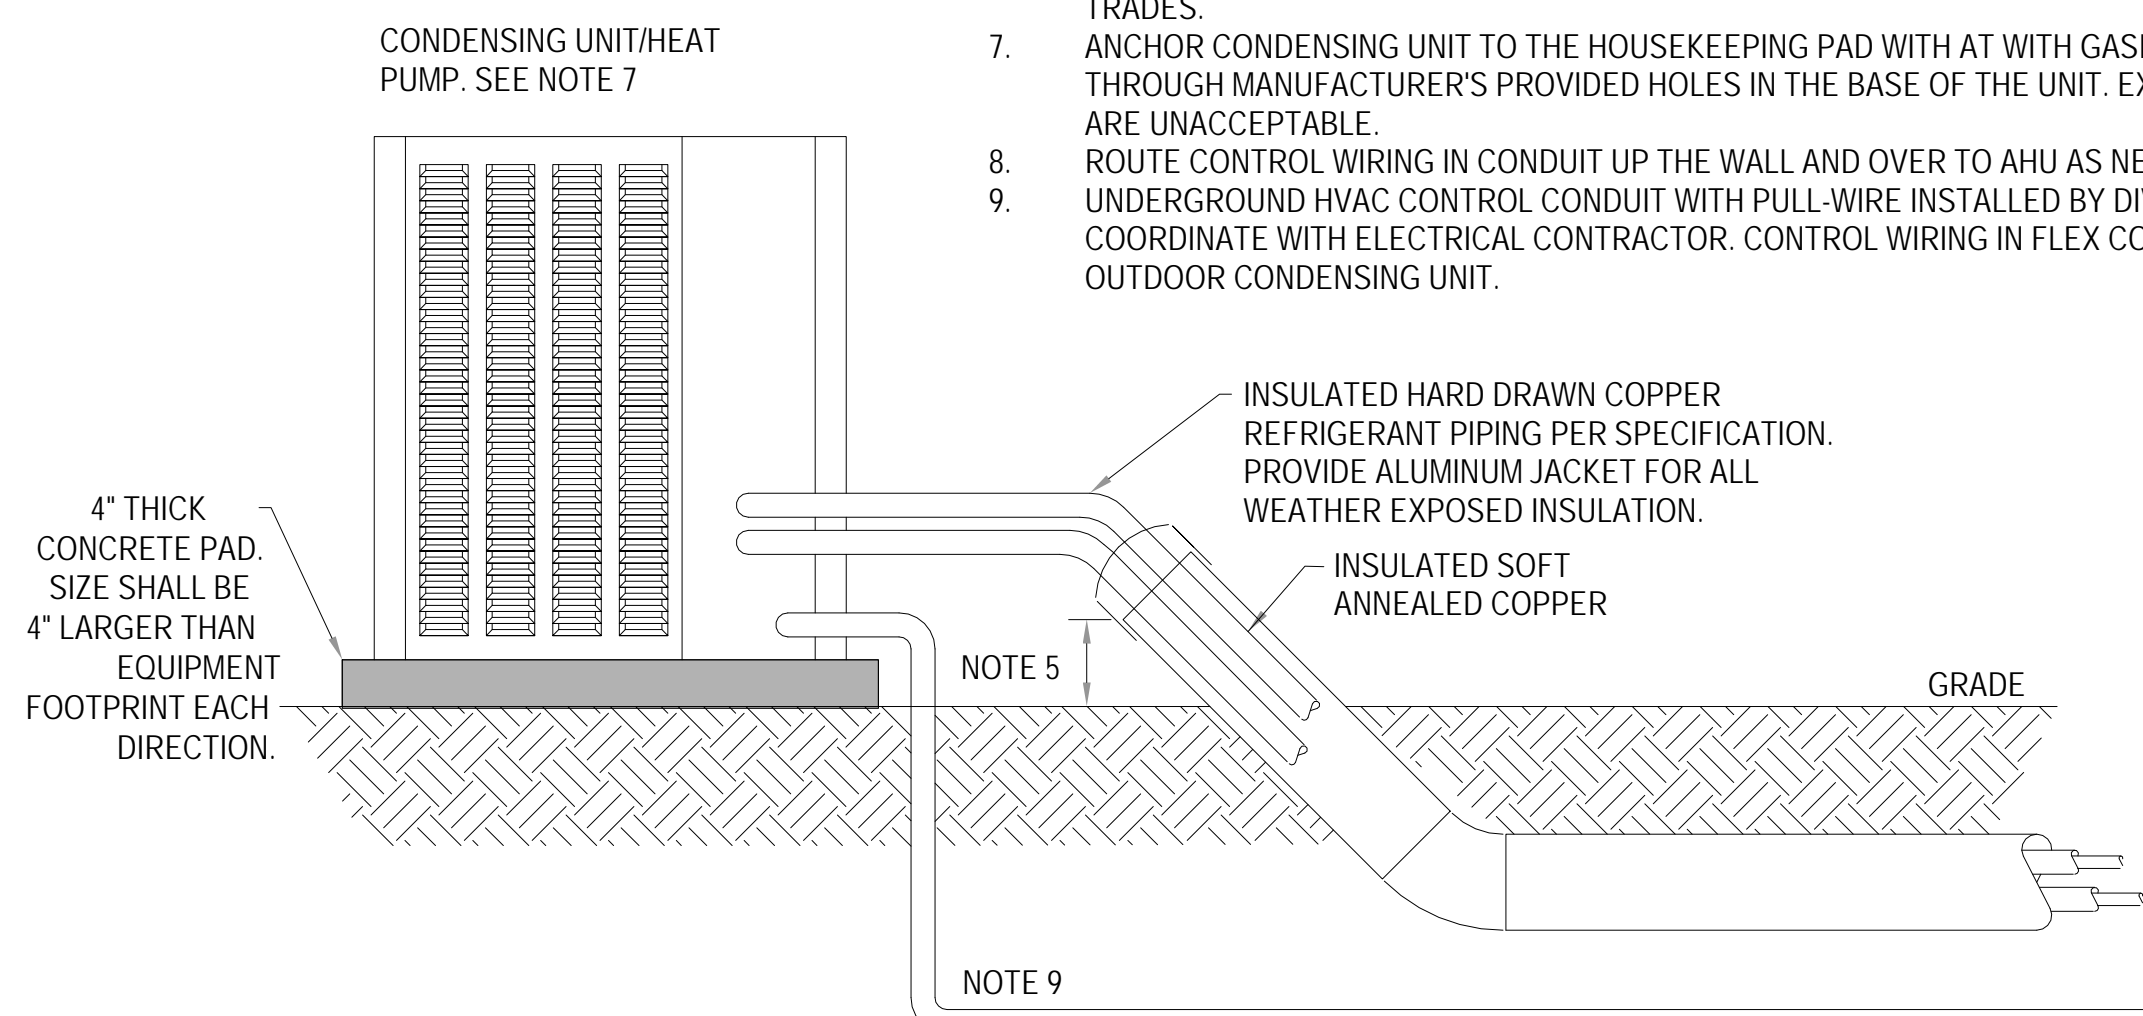 TRADES.
CONDENSING UNIT/HEAT
PUMP. SEE NOTE 7
7. ANCHOR CONDENSING UNIT TO THE HOUSEKEEPING PAD WITH AT WITH
THROUGH MANUFACTURER'S PROVIDED HOLES IN THE BASE OF THE UNIT.
ARE UNACCEPTABLE.
8. ROUTE CONTROL WIRING IN CONDUIT UP THE WALL AND OVER TO AHU AS
9. UNDERGROUND HVAC CONTROL CONDUIT WITH PULL-WIRE INSTALLED BY
COORDINATE WITH ELECTRICAL CONTRACTOR. CONTROL WIRING IN FLEX
OUTDOOR CONDENSING UNIT.
INSULATED HARD DRAWN COPPER
REFRIGERANT PIPING PER SPECIFICATION.
PROVIDE ALUMINUM JACKET FOR ALL
WEATHER EXPOSED INSULATION.
INSULATED SOFT
ANNEALED COPPER
4" THICK
CONCRETE PAD.
SIZE SHALL BE
4" LARGER THAN
EQUIPMENT
FOOTPRINT EACH
DIRECTION.
NOTE 5
GRADE
NOTE 9